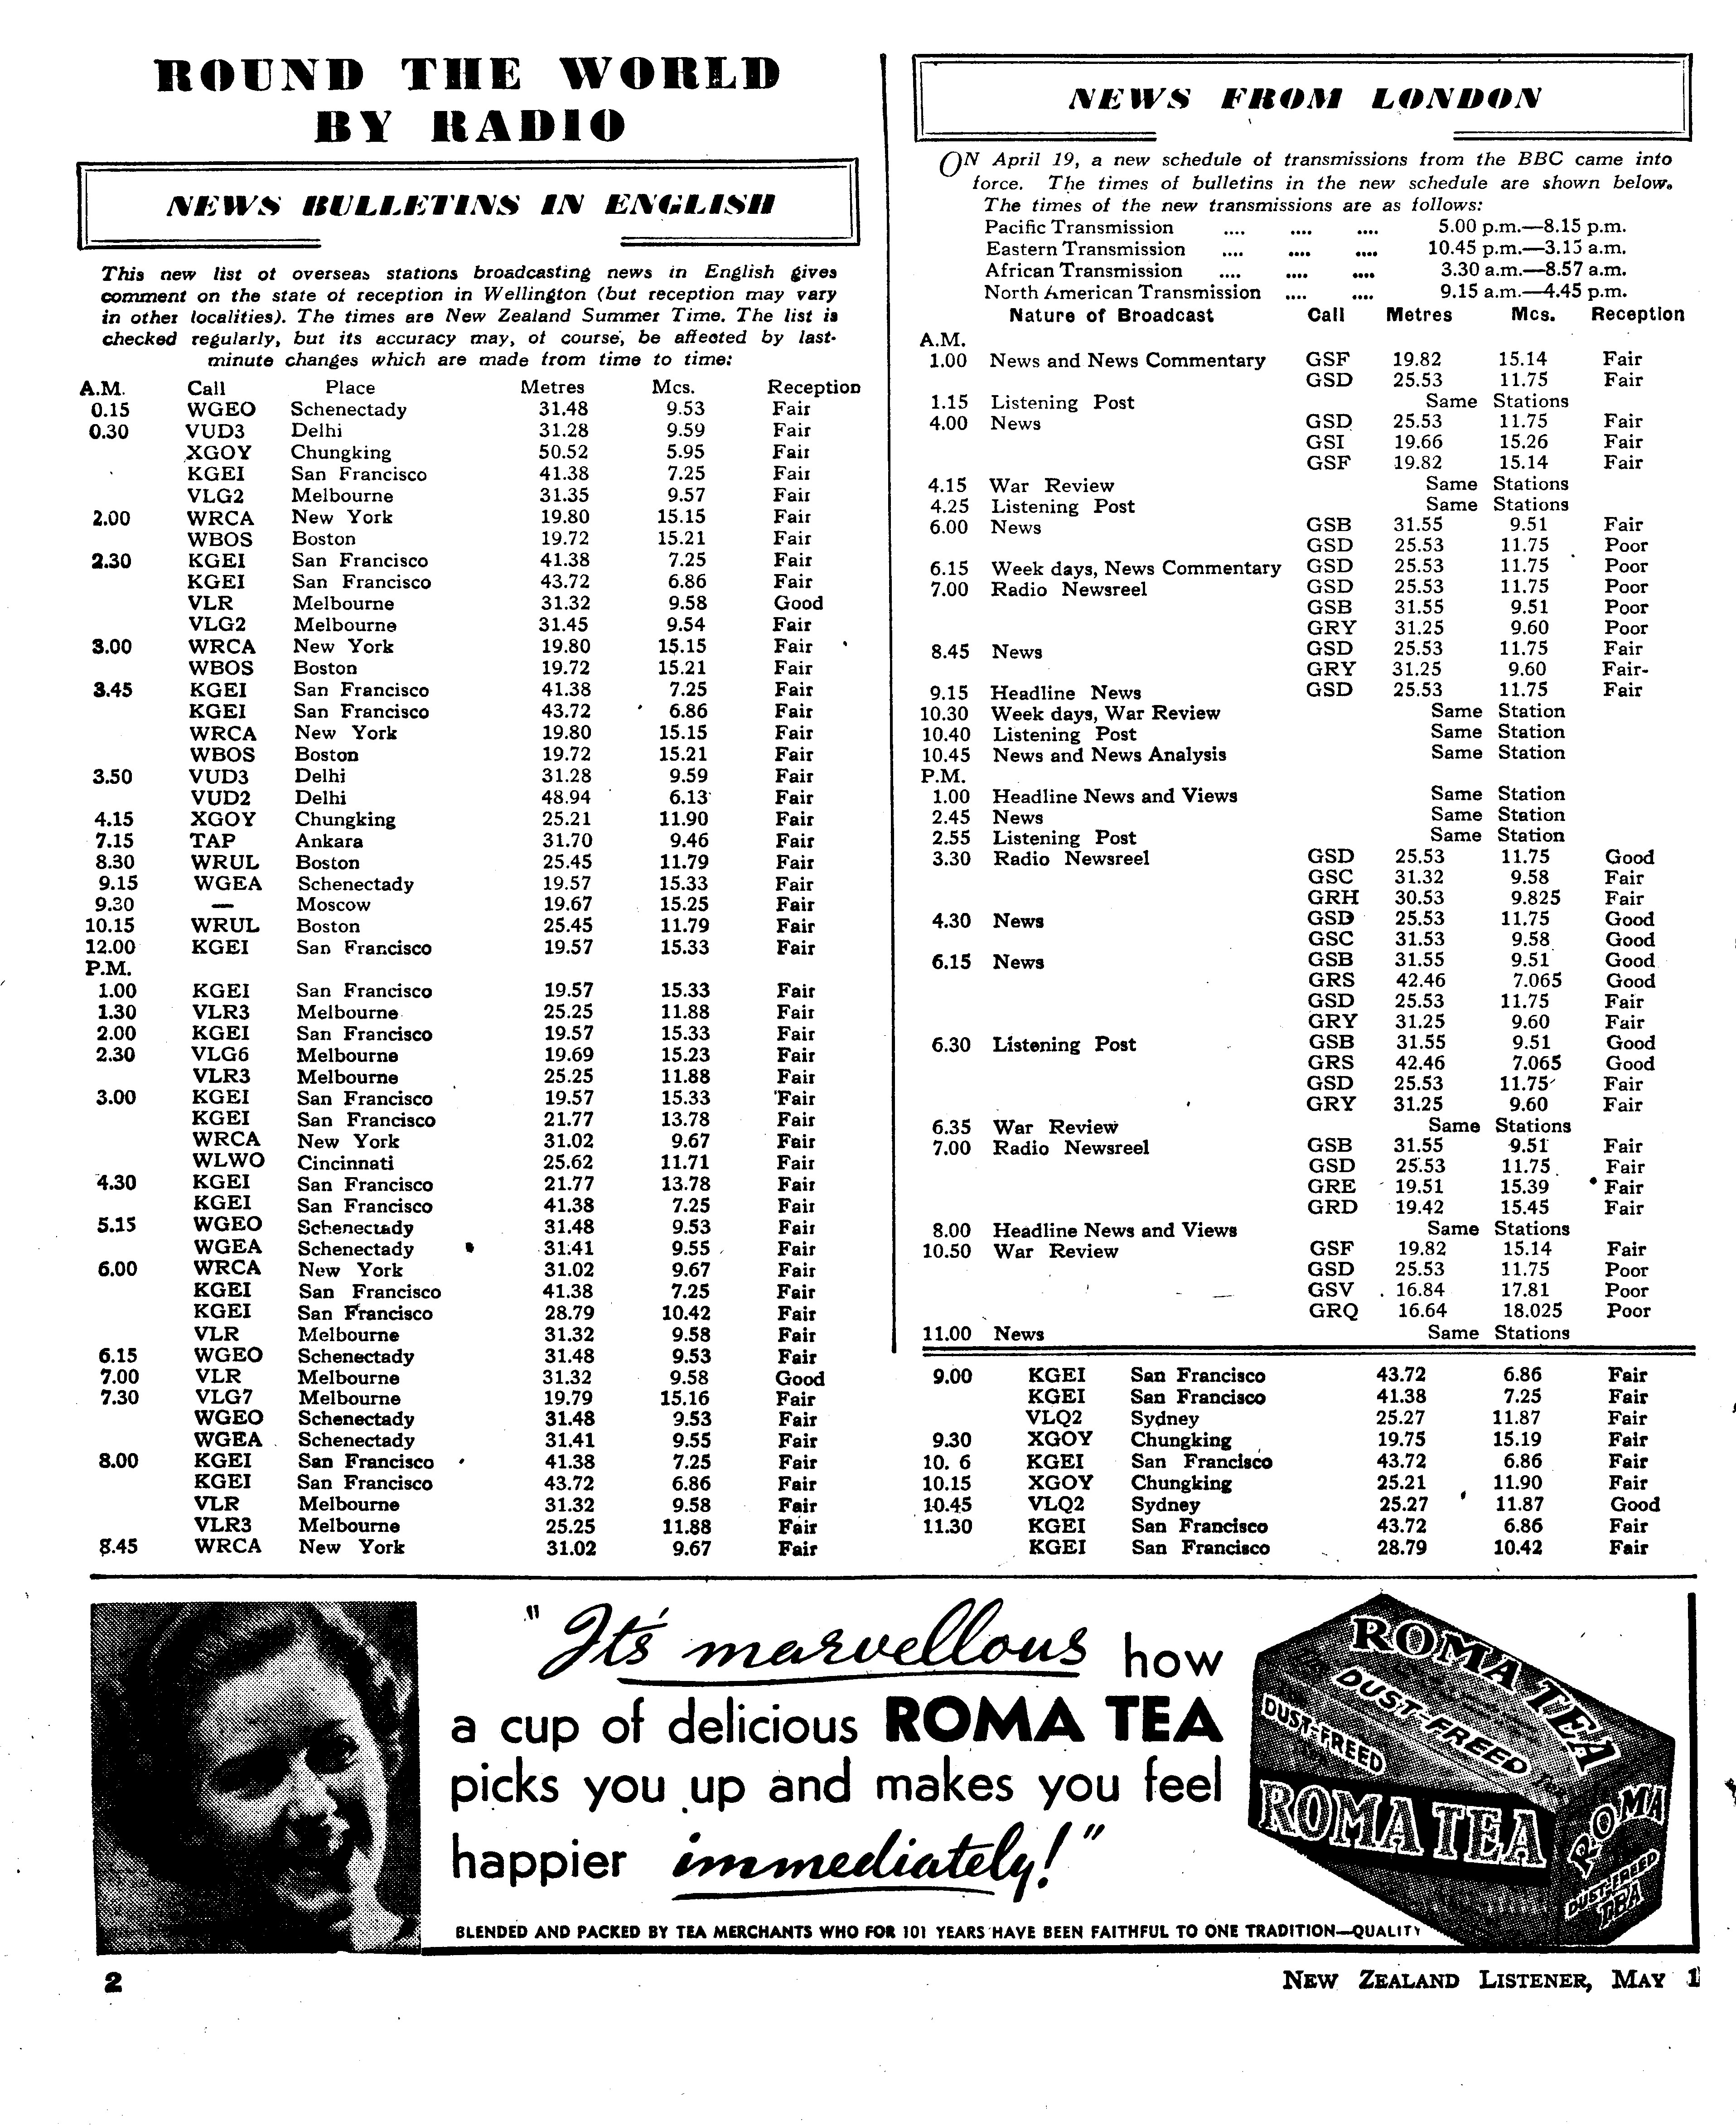 ROUND THE WORLD
BY RADIO
NEWS BULLETINS IN ENGLISH
This new list of overseas stations broadcasting news in English gives
comment on the state of reception in Wellington (but reception may vary
in other localities). The times are New Zealand Summer Time. The list is
checked regularly, but its accuracy may, of course, be affected by last-
minute changes which are made from time to time:
A.M. Call Place Metres Mcs. Reception
0.15 WGEO Schenectady 31.48 9.53 Fair
0.30 VUD3 Delhi 31.28 9.59 Fair
XGOY Chungking 50.52 5.95 Fair
KGEI San Francisco 41.38 7.25 Fair
VLG2 Melbourne 31.35 9.57 Fair
2.00 WRCA New York 19.80 15.15 Fair
WBOS Boston 19.72 15.21 Fair
2.30 KGEI San Francisco 41.38 7.25 Fair
KGEI San Francisco 43.72 6.86 Fair
VLR Melbourne 31.32 9.58 Good
VLG2 Melbourne 31.45 9.54 Fair
3.00 WRCA New York 19.80 15.15 Fair
WBOS Boston 19.72 15.21 Fair
3.45 KGEI San Francisco 41.38 7.25 Fair
KGEI San Francisco 43.72 6.86 Fair
WRCA New York 19.80 15.15 Fair
WBOS Boston 19.72 15.21 Fair
3.50 VUD3 Delhi 31.28 9.59 Fair
VUD2 Delhi 48.94 6.13 Fair
4.15 XGOY Chungking 25.21 11.90 Fair
7.15 TAP Ankara 31.70 9.46 Fair
8.30 WRUL Boston 25.45 11.79 Fair
9.15 WGEA Schenectady 19.57 15.33 Fair
9.30 — Moscow 19.67 15.25 Fair
10.15 WRUL Boston 25.45 11.79 Fair
12.00 KGEI San Francisco 19.57 15.33 Fair
P.M.
1.00 KGEI San Francisco 19.57 15.33 Fair
1.30 VLR3 Melbourne 25.25 11.88 Fair
2.00 KGEI San Francisco 19.57 15.33 Fair
2.30 VLG6 Melbourne 19.69 15.23 Fair
VLR3 Melbourne 25.25 11.88 Fair
3.00 KGEI San Francisco 19.57 15.33 Fair
KGEI San Francisco 21.77 13.78 Fair
WRCA New York 31.02 9.67 Fair
WLWO Cincinnati 25.62 11.71 Fair
4.30 KGEI San Francisco 21.77 13.78 Fair
KGEI San Francisco 41.38 7.25 Fair
5.15 WGEO Schenectady 31.48 9.53 Fair
WGEA Schenectady 31.41 9.55 Fair
6.00 WRCA New York 31.02 9.67 Fair
KGEI San Francisco 41.38 7.25 Fair
KGEI San Francisco 28.79 10.42 Fair
VLR Melbourne 31.32 9.58 Fair
6.15 WGEO Schenectady 31.48 9.53 Fair
7.00 VLR Melbourne 31.32 9.58 Good
7.30 VLG7 Melbourne 19.79 15.16 Fair
WGEO Schenectady 31.48 9.53 Fair
WGEA Schenectady 31.41 9.55 Fair
8.00 KGEI San Francisco 41.38 7.25 Fair
KGEI San Francisco 43.72 6.86 Fair
VLR Melbourne 31.32 9.58 Fair
VLR3 Melbourne 25.25 11.88 Fair
8.45 WRCA New York 31.02 9.67 Fair
NEWS FROM LONDON
ON April 19, a new schedule of transmissions from the BBC came into
force. The times of bulletins in the new schedule are shown below.
The times of the new transmissions are as follows:
Pacific Transmission .... .... .... 5.00 p.m.—8.15 p.m.
Eastern Transmission .... .... .... 10.45 p.m.—3.15 a.m.
African Transmission .... .... .... 3.30 a.m.—8.57 a.m.
North American Transmission .... .... 9.15 a.m.—4.45 p.m.
Nature of Broadcast Call Metres Mcs. Reception
A.M.
1.00 News and News Commentary GSF 19.82 15.14 Fair
GSD 25.53 11.75 Fair
1.15 Listening Post Same Stations
4.00 News GSD 25.53 11.75 Fair
GSI 19.66 15.26 Fair
GSF 19.82 15.14 Fair
4.15 War Review Same Stations
4.25 Listening Post Same Stations
6.00 News GSB 31.55 9.51 Fair
GSD 25.53 11.75 Poor
6.15 Week days, News Commentary GSD 25.53 11.75 Poor
7.00 Radio Newsreel GSD 25.53 11.75 Poor
GSB 31.55 9.51 Poor
GRY 31.25 9.60 Poor
8.45 News GSD 25.53 11.75 Fair
GRY 31.25 9.60 Fair-
9.15 Headline News GSD 25.53 11.75 Fair
10.30 Week days, War Review Same Station
10.40 Listening Post Same Station
10.45 News and News Analysis Same Station
P.M.
1.00 Headline News and Views Same Station
2.45 News Same Station
2.55 Listening Post Same Station
3.30 Radio Newsreel GSD 25.53 11.75 Good
GSC 31.32 9.58 Fair
GRH 30.53 9.825 Fair
4.30 News GSD 25.53 11.75 Good
GSC 31.53 9.58 Good
6.15 News GSB 31.55 9.51 Good
GRS 42.46 7.065 Good
GSD 25.53 11.75 Fair
GRY 31.25 9.60 Fair
6.30 Listening Post GSB 31.55 9.51 Good
GRS 42.46 7.065 Good
GSD 25.53 11.75 Fair
GRY 31.25 9.60 Fair
6.35 War Review Same Stations
7.00 Radio Newsreel GSB 31.55 9.51 Fair
GSD 25.53 11.75 Fair
GRE 19.51 15.39 Fair
GRD 19.42 15.45 Fair
8.00 Headline News and Views Same Stations
10.50 War Review GSF 19.82 15.14 Fair
GSD 25.53 11.75 Poor
GSV 16.84 17.81 Poor
GRQ 16.64 18.025 Poor
11.00 News Same Stations
9.00 KGEI San Francisco 43.72 6.86 Fair
KGEI San Francisco 41.38 7.25 Fair
VLQ2 Sydney 25.27 11.87 Fair
9.30 XGOY Chungking 19.75 15.19 Fair
10. 6 KGEI San Francisco 43.72 6.86 Fair
10.15 XGOY Chungking 25.21 11.90 Fair
10.45 VLQ2 Sydney 25.27 11.87 Good
11.30 KGEI San Francisco 43.72 6.86 Fair
KGEI San Francisco 28.79 10.42 Fair
"It's marvellous how
a cup of delicious ROMA TEA
picks you up and makes you feel
happier immediately!"
BLENDED AND PACKED BY TEA MERCHANTS WHO FOR 101 YEARS HAVE BEEN FAITHFUL TO ONE TRADITION—QUALITY
ROMA TEA
DUST-FREED
DUST-FREED
ROMA TEA
ROMA
DUST-FREED
TEA
2
NEW ZEALAND LISTENER, MAY 1